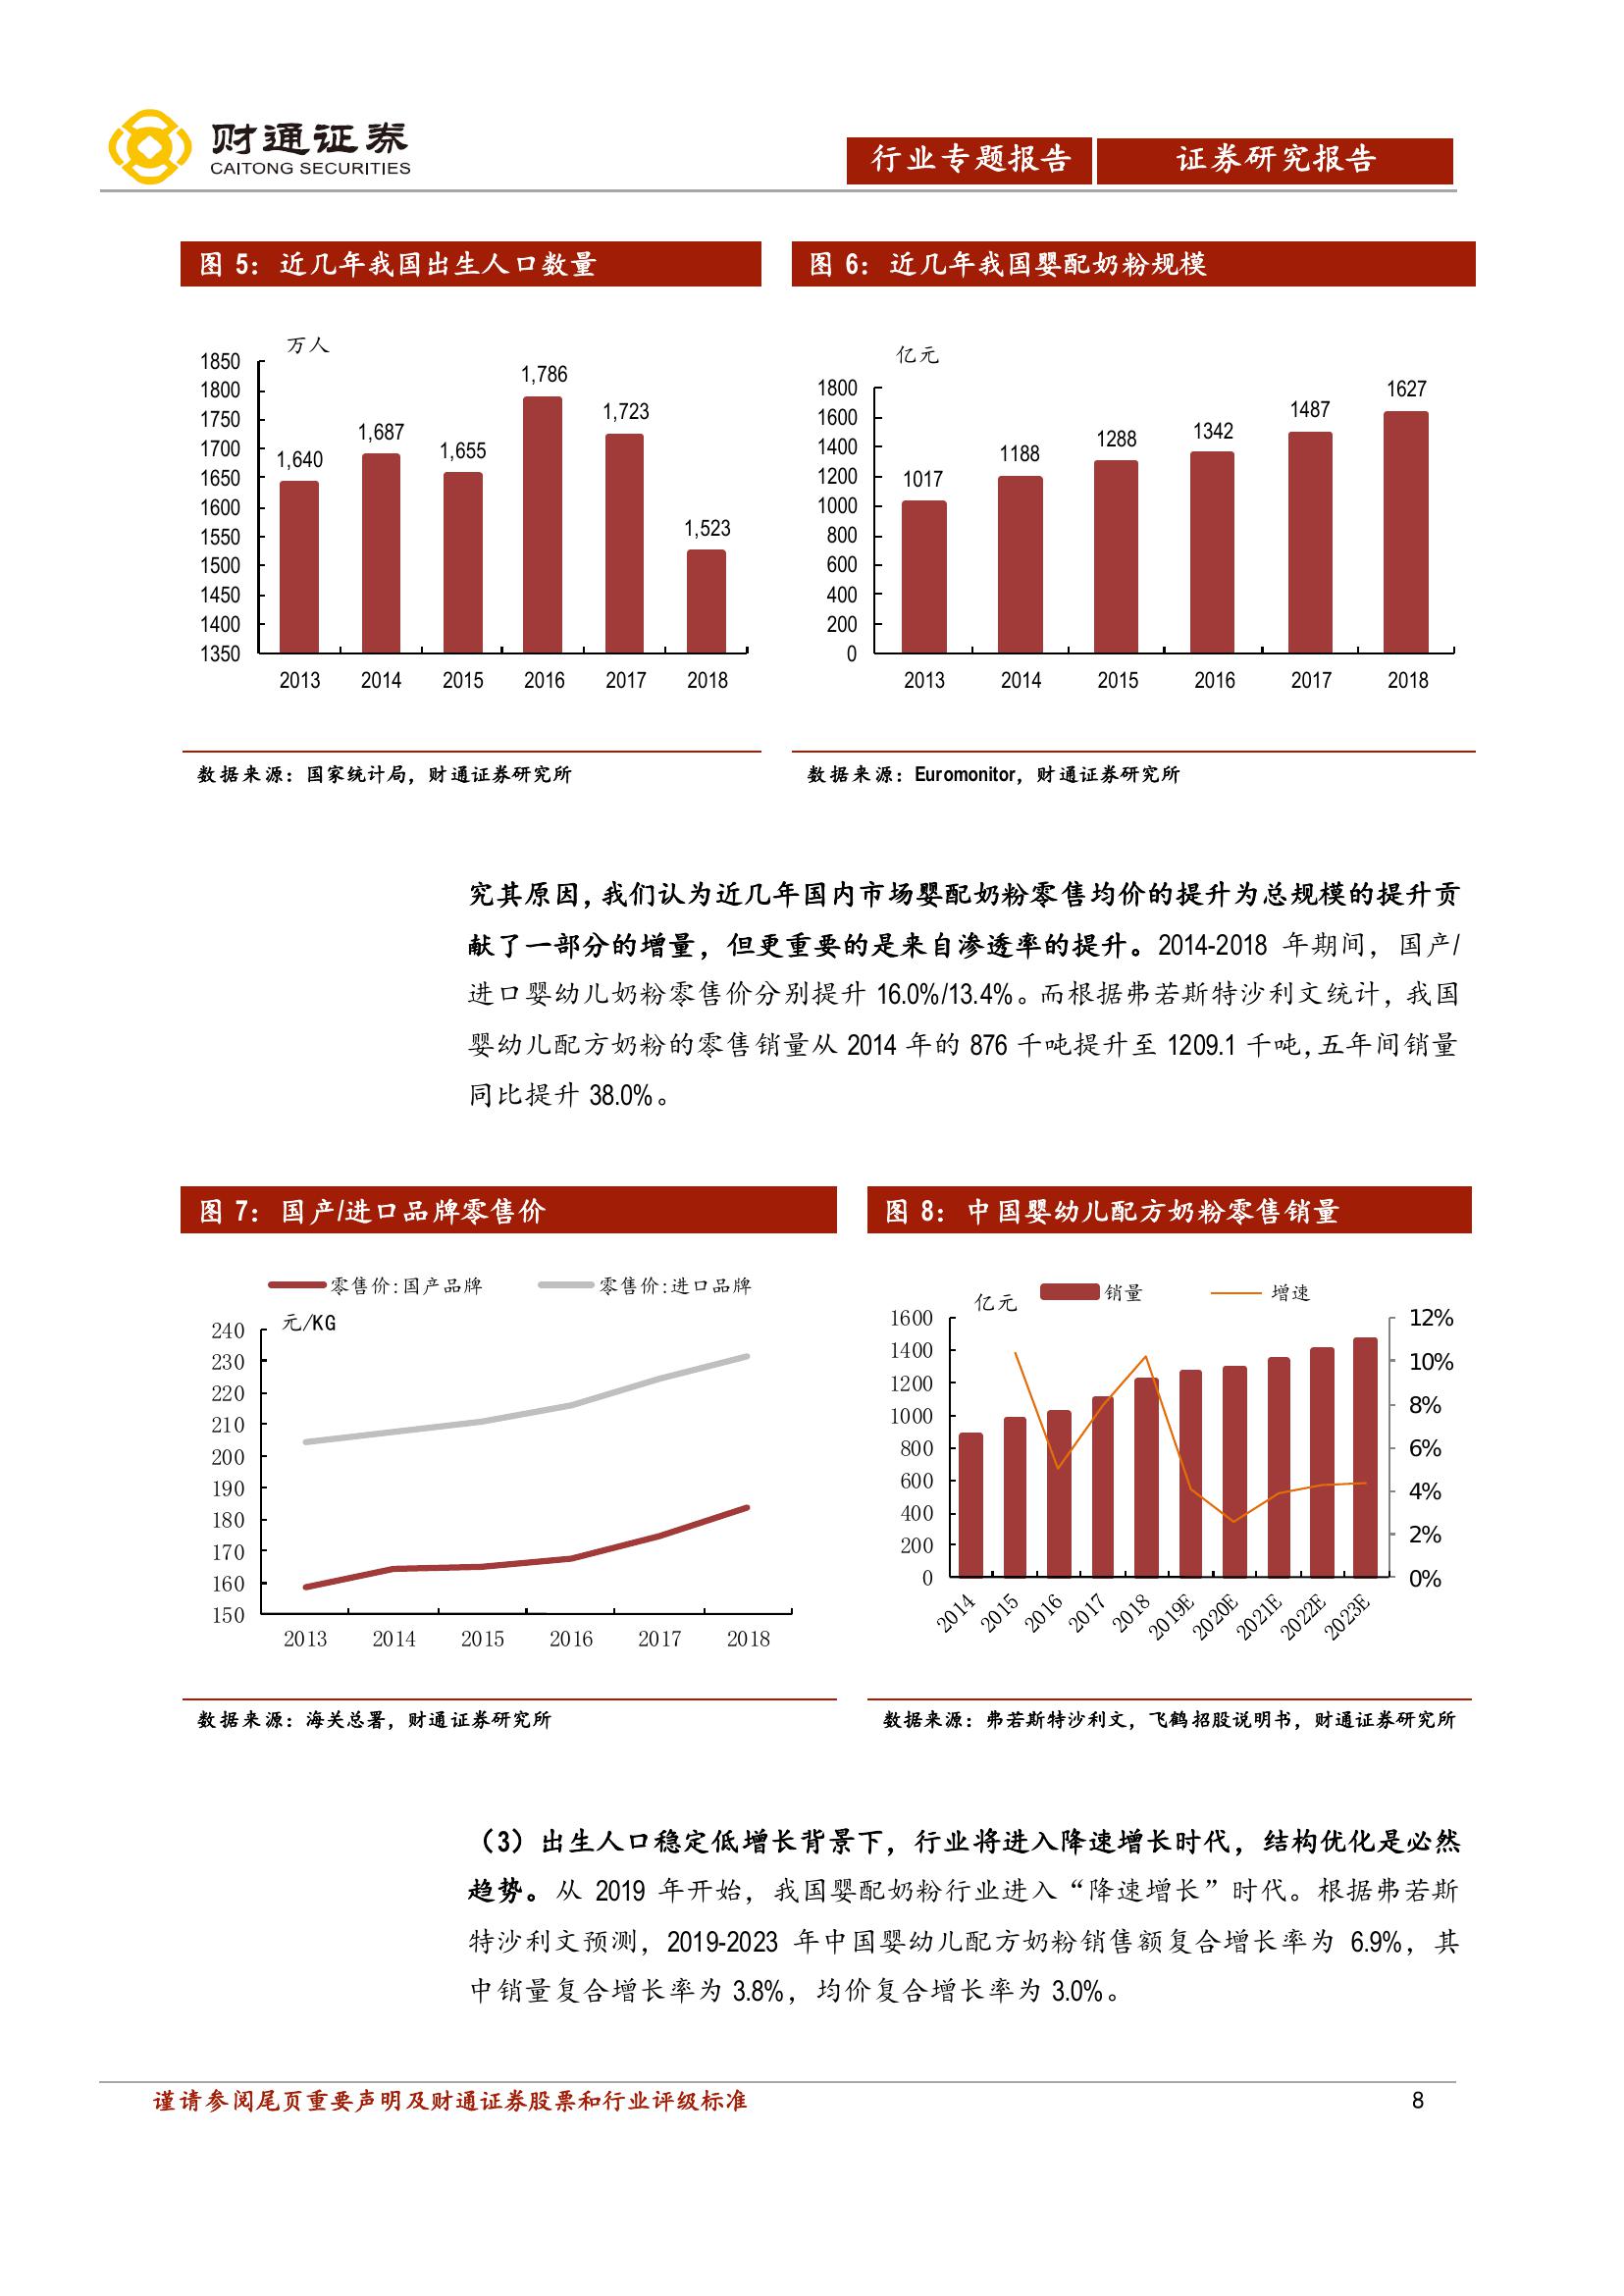 财通证券
CAITONG SECURITIES
行业专题报告
证券研究报告
图 5：近几年我国出生人口数量
万人
1850
1800
1750
1700
1650
1600
1550
1500
1450
1400
1350
1,640
1,687
1,655
1,786
1,723
1,523
2013 2014 2015 2016 2017 2018
数据来源：国家统计局，财通证券研究所
图 6：近几年我国婴配奶粉规模
亿元
1800
1600
1400
1200
1000
800
600
400
200
0
1017
1188
1288
1342
1487
1627
2013 2014 2015 2016 2017 2018
数据来源：Euromonitor，财通证券研究所
究其原因，我们认为近几年国内市场婴配奶粉零售均价的提升为总规模的提升贡
献了一部分的增量，但更重要的是来自渗透率的提升。2014-2018 年期间，国产/
进口婴幼儿奶粉零售价分别提升 16.0%/13.4%。而根据弗若斯特沙利文统计，我国
婴幼儿配方奶粉的零售销量从 2014 年的 876 千吨提升至 1209.1 千吨，五年间销量
同比提升 38.0%。
图 7：国产/进口品牌零售价
零售价:国产品牌 零售价:进口品牌
元/KG
240
230
220
210
200
190
180
170
160
150
2013 2014 2015 2016 2017 2018
数据来源：海关总署，财通证券研究所
图 8：中国婴幼儿配方奶粉零售销量
亿元
销量 增速
1600
1400
1200
1000
800
600
400
200
0
12%
10%
8%
6%
4%
2%
0%
2014 2015 2016 2017 2018 2019E 2020E 2021E 2022E 2023E
数据来源：弗若斯特沙利文，飞鹤招股说明书，财通证券研究所
（3）出生人口稳定低增长背景下，行业将进入降速增长时代，结构优化是必然
趋势。从 2019 年开始，我国婴配奶粉行业进入“降速增长”时代。根据弗若斯
特沙利文预测，2019-2023 年中国婴幼儿配方奶粉销售额复合增长率为 6.9%，其
中销量复合增长率为 3.8%，均价复合增长率为 3.0%。
谨请参阅尾页重要声明及财通证券股票和行业评级标准
8